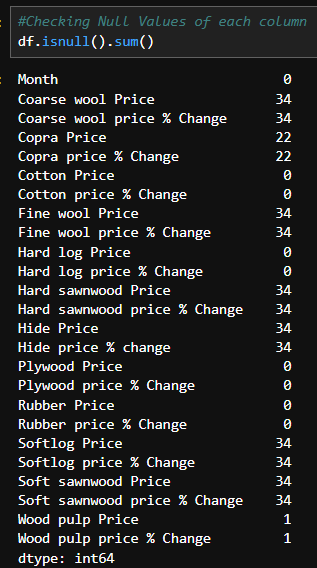 #Checking Null Values of each column
df.isnull().sum()
Month 0
Coarse wool Price 34
Coarse wool price % Change 34
Copra Price 22
Copra price % Change 22
Cotton Price 0
Cotton price % Change 0
Fine wool Price 34
Fine wool price % Change 34
Hard log Price 0
Hard log price % Change 0
Hard sawnwood Price 34
Hard sawnwood price % Change 34
Hide Price 34
Hide price % change 34
Plywood Price 0
Plywood price % Change 0
Rubber Price 0
Rubber price % Change 0
Softlog Price 34
Softlog price % Change 34
Soft sawnwood Price 34
Soft sawnwood price % Change 34
Wood pulp Price 1
Wood pulp price % Change 1
dtype: int64